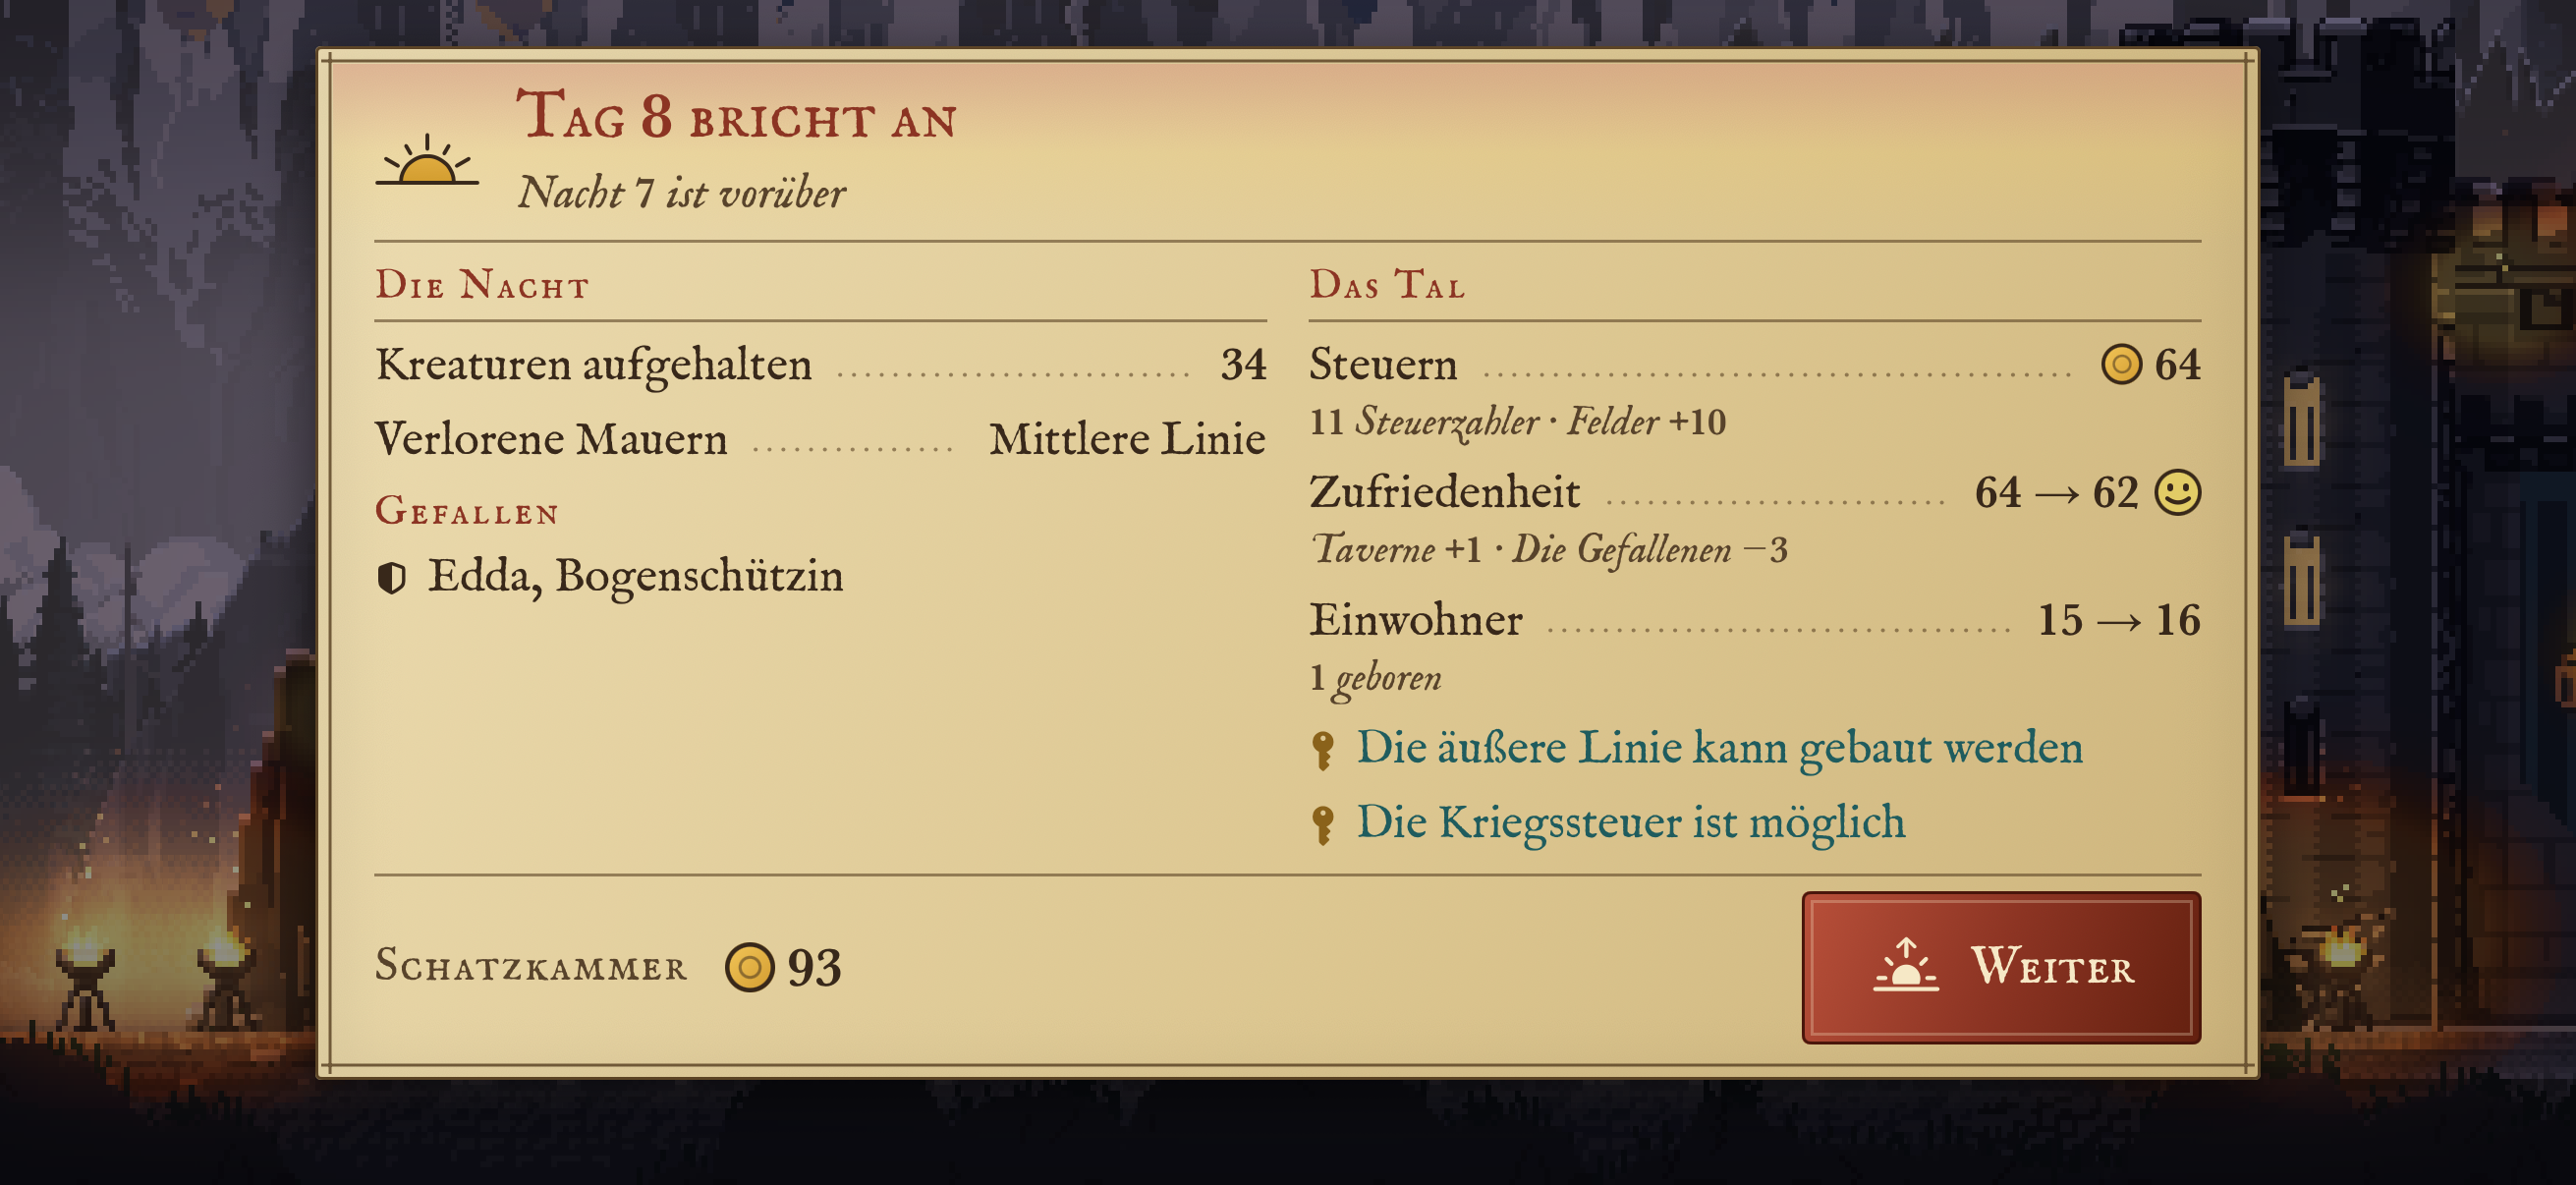 Tag 8 bricht an
Nacht 7 ist vorüber
Die Nacht
Kreaturen aufgehalten 34
Verlorene Mauern Mittlere Linie
Gefallen
Edda, Bogenschützin
Das Tal
Steuern 64
11 Steuerzahler · Felder +10
Zufriedenheit 64 → 62
Taverne +1 · Die Gefallenen −3
Einwohner 15 → 16
1 geboren
Die äußere Linie kann gebaut werden
Die Kriegssteuer ist möglich
Schatzkammer 93
Weiter